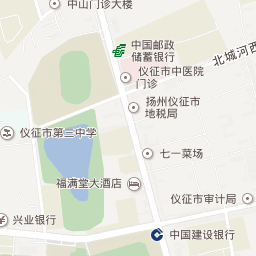 中山门诊大楼
中国邮政
储蓄银行
北城河西
仪征市中医院
门诊
扬州仪征市
地税局
仪征市第二中学
七一菜场
福满堂大酒店
仪征市审计局
兴业银行
中国建设银行